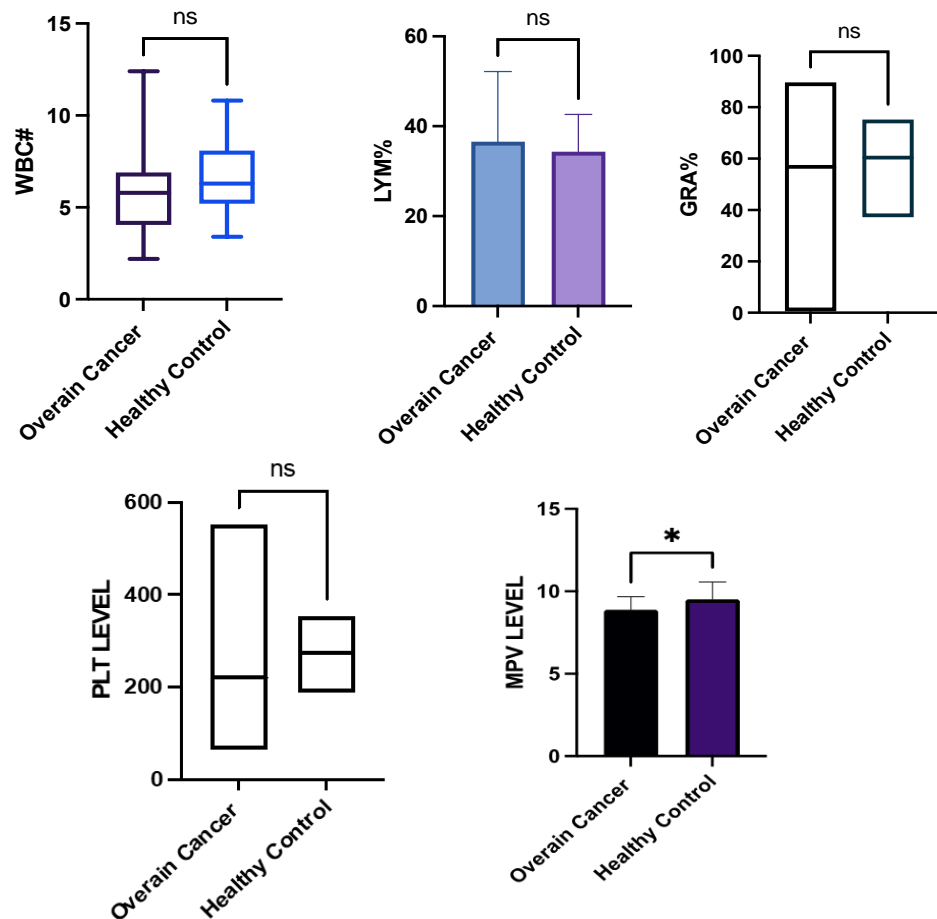 ns
15
10
5
0
WBC#
Overain Cancer
Healthy Control
ns
60
40
20
0
LYM%
Overain Cancer
Healthy Control
ns
100
80
60
40
20
0
GRA%
Overain Cancer
Healthy Control
ns
600
400
200
0
PLT LEVEL
Overain Cancer
Healthy Control
*
15
10
5
0
MPV LEVEL
Overain Cancer
Healthy Control